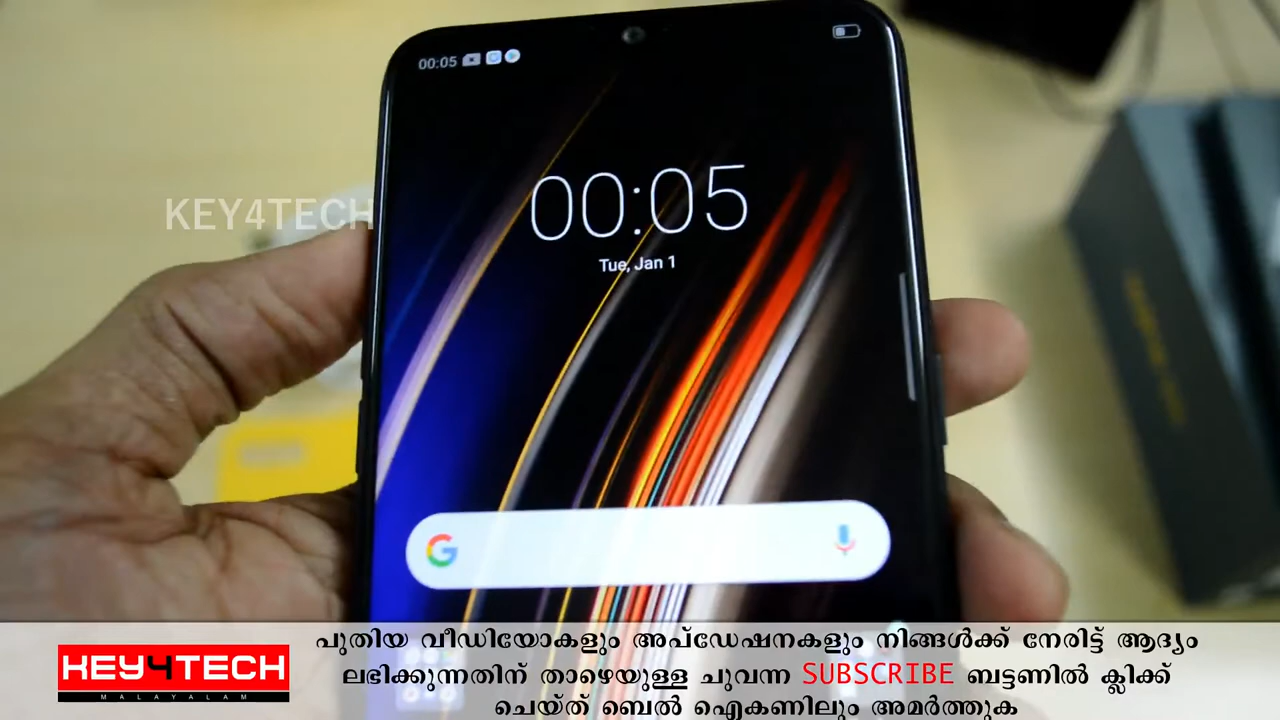 00:05
00:05
Tue, Jan 1
KEY4TECH
G
KEY4TECH
MALAYALAM
പുതിയ വീഡിയോകളും അപ്ഡേഷനകളും നിങ്ങൾക്ക് നേരിട്ട് ആദ്യം
ലഭിക്കുന്നതിന് താഴെയുള്ള ചുവന്ന SUBSCRIBE ബട്ടണിൽ ക്ലിക്ക്
ചെയ്ത് ബെൽ ഐകണിലും അമർത്തുക